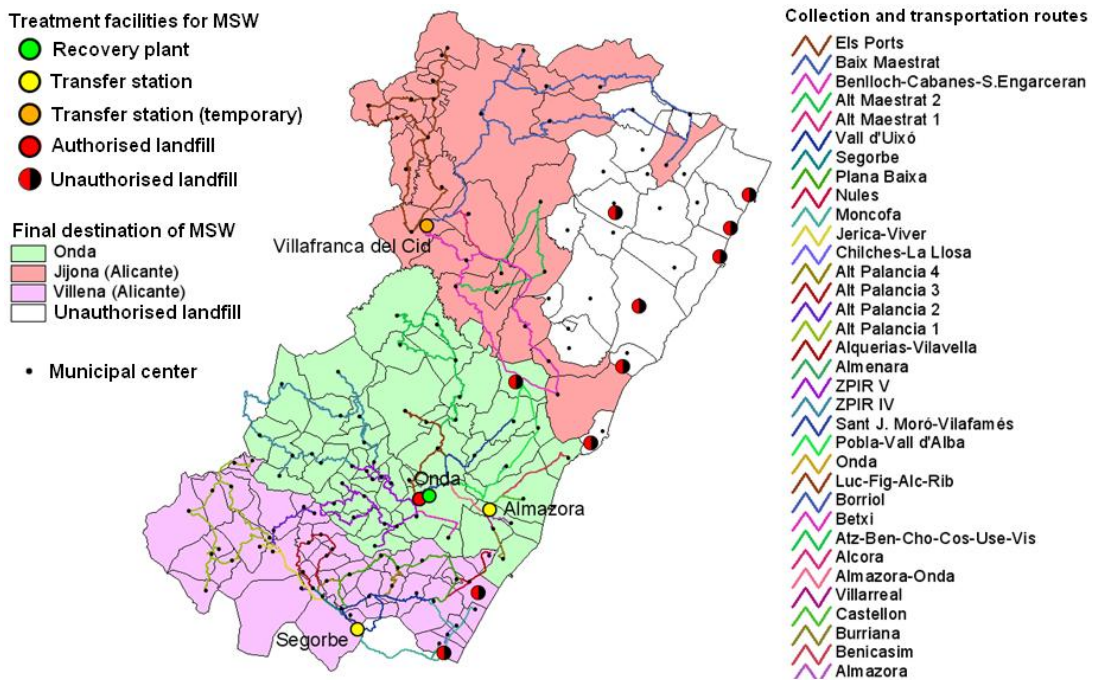 Treatment facilities for MSW
Recovery plant
Transfer station
Transfer station (temporary)
Authorised landfill
Unauthorised landfill
Final destination of MSW
Onda
Jijona (Alicante)
Villena (Alicante)
Unauthorised landfill
Municipal center
Villafranca del Cid
Onda
Almazora
Segorbe
Collection and transportation routes
Els Ports
Baix Maestrat
Benlloch-Cabanes-S.Engarceran
Alt Maestrat 2
Alt Maestrat 1
Vall d'Uixó
Segorbe
Plana Baixa
Nules
Moncofa
Jerica-Viver
Chilches-La Llosa
Alt Palancia 4
Alt Palancia 3
Alt Palancia 2
Alt Palancia 1
Alquerias-Vilavella
Almenara
ZPIR V
ZPIR IV
Sant J. Moró-Vilafamés
Pobla-Vall d'Alba
Onda
Luc-Fig-Alc-Rib
Borriol
Betxi
Atz-Ben-Cho-Cos-Use-Vis
Alcora
Almazora-Onda
Villarreal
Castellon
Burriana
Benicasim
Almazora